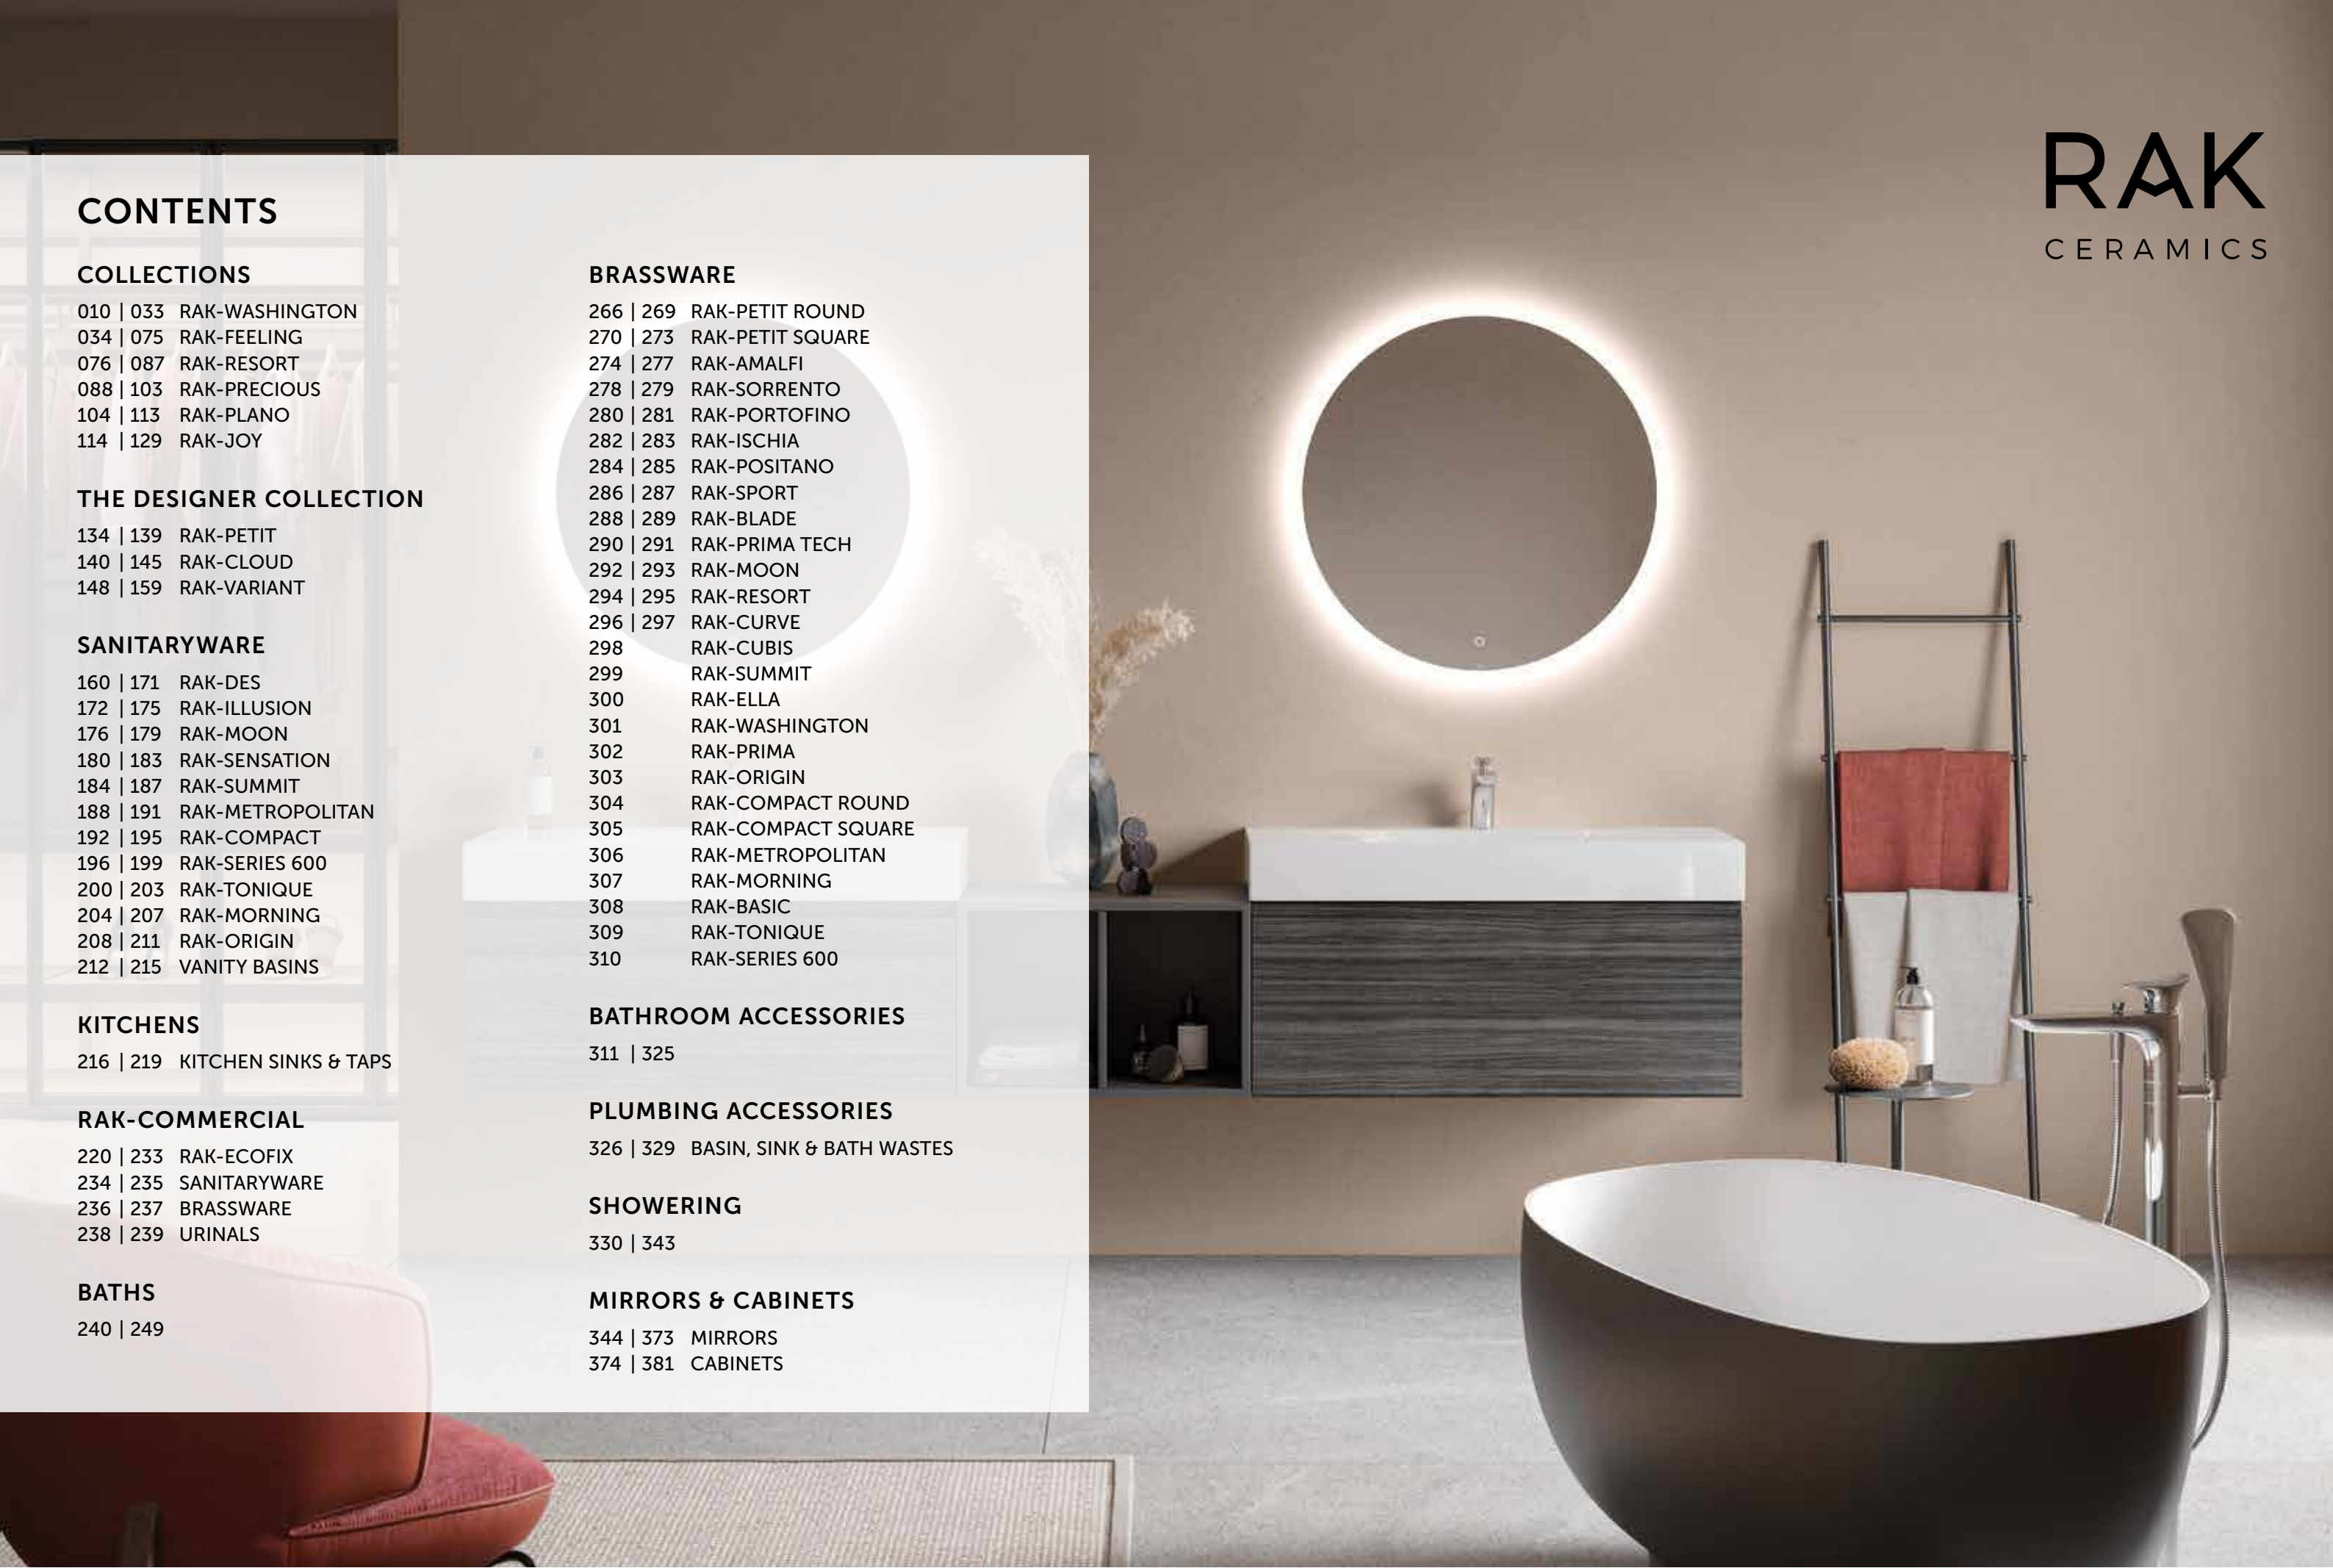 CONTENTS
COLLECTIONS
010 | 033 RAK-WASHINGTON
034 | 075 RAK-FEELING
076 | 087 RAK-RESORT
088 | 103 RAK-PRECIOUS
104 | 113 RAK-PLANO
114 | 129 RAK-JOY
THE DESIGNER COLLECTION
134 | 139 RAK-PETIT
140 | 145 RAK-CLOUD
148 | 159 RAK-VARIANT
SANITARYWARE
160 | 171 RAK-DES
172 | 175 RAK-ILLUSION
176 | 179 RAK-MOON
180 | 183 RAK-SENSATION
184 | 187 RAK-SUMMIT
188 | 191 RAK-METROPOLITAN
192 | 195 RAK-COMPACT
196 | 199 RAK-SERIES 600
200 | 203 RAK-TONIQUE
204 | 207 RAK-MORNING
208 | 211 RAK-ORIGIN
212 | 215 VANITY BASINS
KITCHENS
216 | 219 KITCHEN SINKS & TAPS
RAK-COMMERCIAL
220 | 233 RAK-ECOFIX
234 | 235 SANITARYWARE
236 | 237 BRASSWARE
238 | 239 URINALS
BATHS
240 | 249
BRASSWARE
266 | 269 RAK-PETIT ROUND
270 | 273 RAK-PETIT SQUARE
274 | 277 RAK-AMALFI
278 | 279 RAK-SORRENTO
280 | 281 RAK-PORTOFINO
282 | 283 RAK-ISCHIA
284 | 285 RAK-POSITANO
286 | 287 RAK-SPORT
288 | 289 RAK-BLADE
290 | 291 RAK-PRIMA TECH
292 | 293 RAK-MOON
294 | 295 RAK-RESORT
296 | 297 RAK-CURVE
298 RAK-CUBIS
299 RAK-SUMMIT
300 RAK-ELLA
301 RAK-WASHINGTON
302 RAK-PRIMA
303 RAK-ORIGIN
304 RAK-COMPACT ROUND
305 RAK-COMPACT SQUARE
306 RAK-METROPOLITAN
307 RAK-MORNING
308 RAK-BASIC
309 RAK-TONIQUE
310 RAK-SERIES 600
BATHROOM ACCESSORIES
311 | 325
PLUMBING ACCESSORIES
326 | 329 BASIN, SINK & BATH WASTES
SHOWERING
330 | 343
MIRRORS & CABINETS
344 | 373 MIRRORS
374 | 381 CABINETS
RAK
CERAMICS